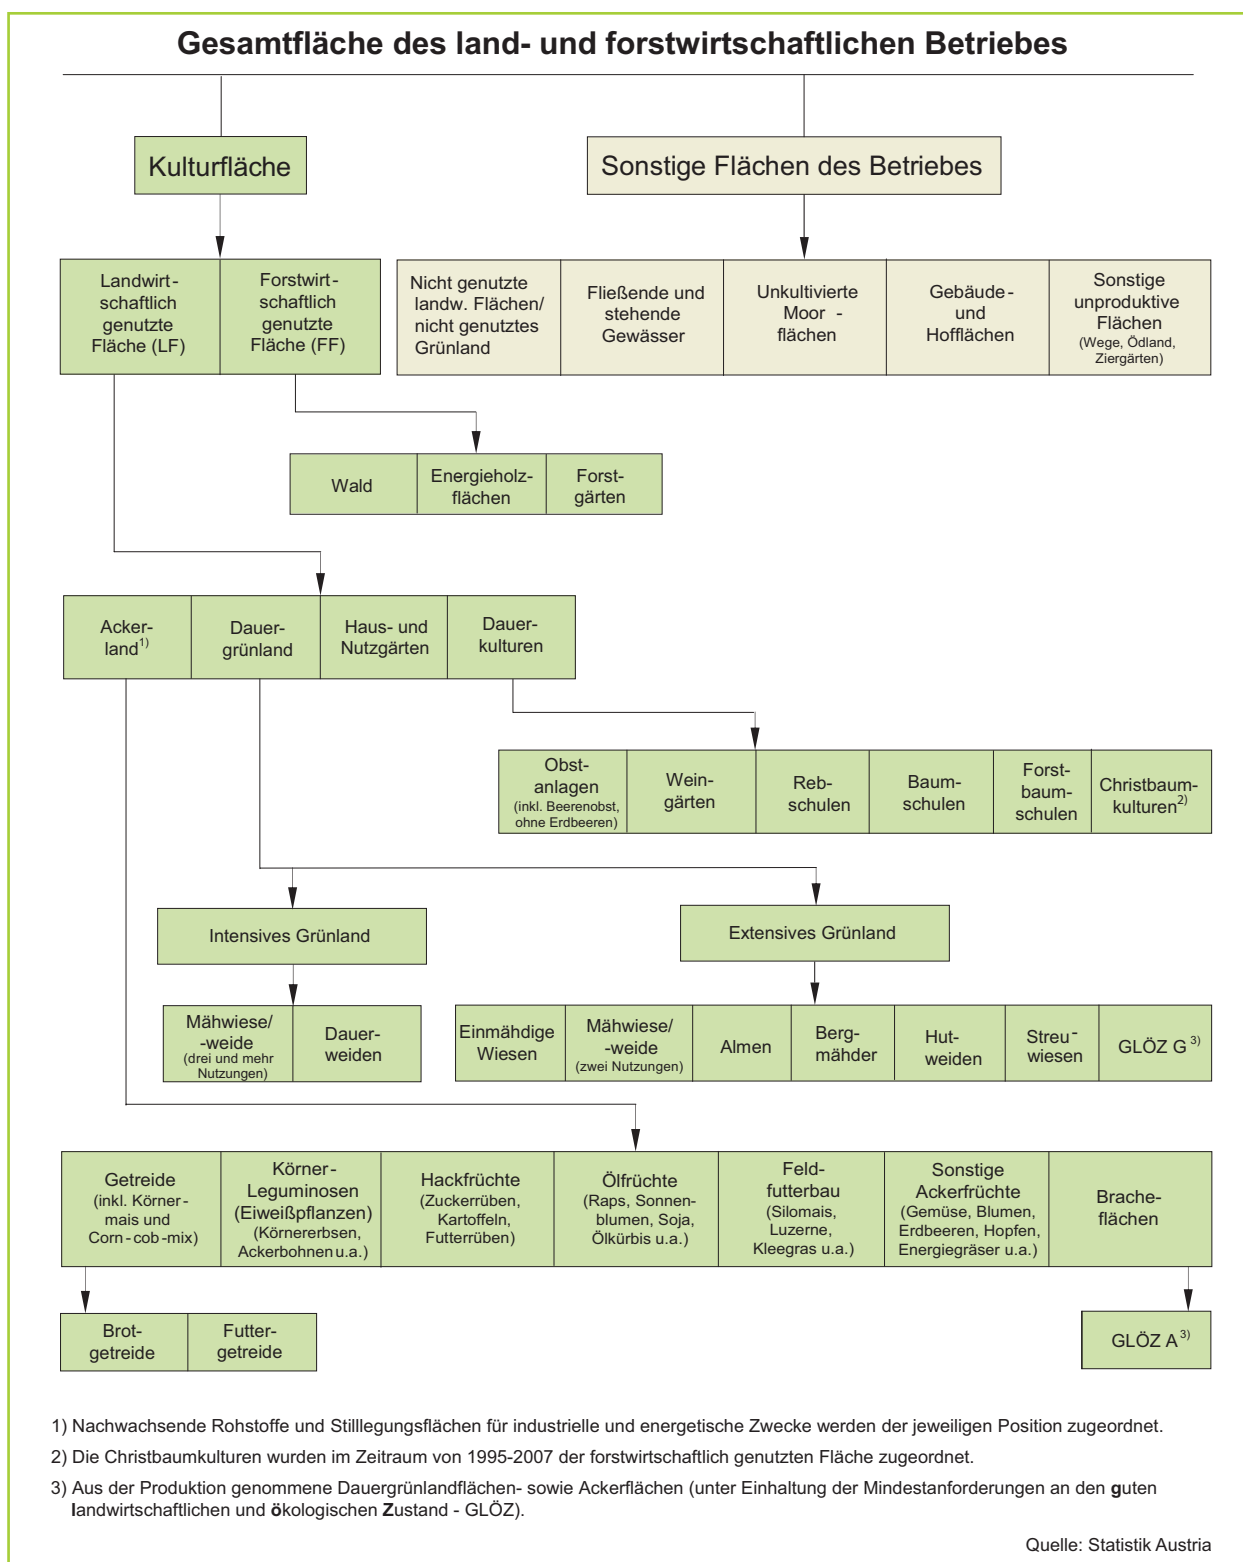 Gesamtfläche des land- und forstwirtschaftlichen Betriebes
Kulturfläche
Sonstige Flächen des Betriebes
Landwirt-
schaftlich
genutzte
Fläche (LF)
Forstwirt-
schaftlich
genutzte
Fläche (FF)
Nicht genutzte
landw. Flächen/
nicht genutztes
Grünland
Fließende und
stehende
Gewässer
Unkultivierte
Moor -
flächen
Gebäude-
und
Hofflächen
Sonstige
unproduktive
Flächen
(Wege, Ödland,
Ziergärten)
Wald
Energieholz-
flächen
Forst-
gärten
Acker-
land1)
Dauer-
grünland
Haus- und
Nutzgärten
Dauer-
kulturen
Obst-
anlagen
(inkl. Beerenobst,
ohne Erdbeeren)
Wein-
gärten
Reb-
schulen
Baum-
schulen
Forst-
baum-
schulen
Christbaum-
kulturen2)
Intensives Grünland
Extensives Grünland
Mähwiese/
-weide
(drei und mehr
Nutzungen)
Dauer-
weiden
Einmähdige
Wiesen
Mähwiese/
-weide
(zwei Nutzungen)
Almen
Berg-
mähder
Hut-
weiden
Streu-
wiesen
GLÖZ G 3)
Getreide
(inkl. Körner-
mais und
Corn-cob-mix)
Körner-
Leguminosen
(Eiweißpflanzen)
(Körnererbsen,
Ackerbohnen u.a.)
Hackfrüchte
(Zuckerrüben,
Kartoffeln,
Futterrüben)
Ölfrüchte
(Raps, Sonnen-
blumen, Soja,
Ölkürbis u.a.)
Feld-
futterbau
(Silomais,
Luzerne,
Kleegras u.a.)
Sonstige
Ackerfrüchte
(Gemüse, Blumen,
Erdbeeren, Hopfen,
Energiegräser u.a.)
Brache-
flächen
Brot-
getreide
Futter-
getreide
GLÖZ A 3)
1) Nachwachsende Rohstoffe und Stilllegungsflächen für industrielle und energetische Zwecke werden der jeweiligen Position zugeordnet.
2) Die Christbaumkulturen wurden im Zeitraum von 1995-2007 der forstwirtschaftlich genutzten Fläche zugeordnet.
3) Aus der Produktion genommene Dauergrünlandflächen- sowie Ackerflächen (unter Einhaltung der Mindestanforderungen an den guten
landwirtschaftlichen und ökologischen Zustand - GLÖZ).
Quelle: Statistik Austria